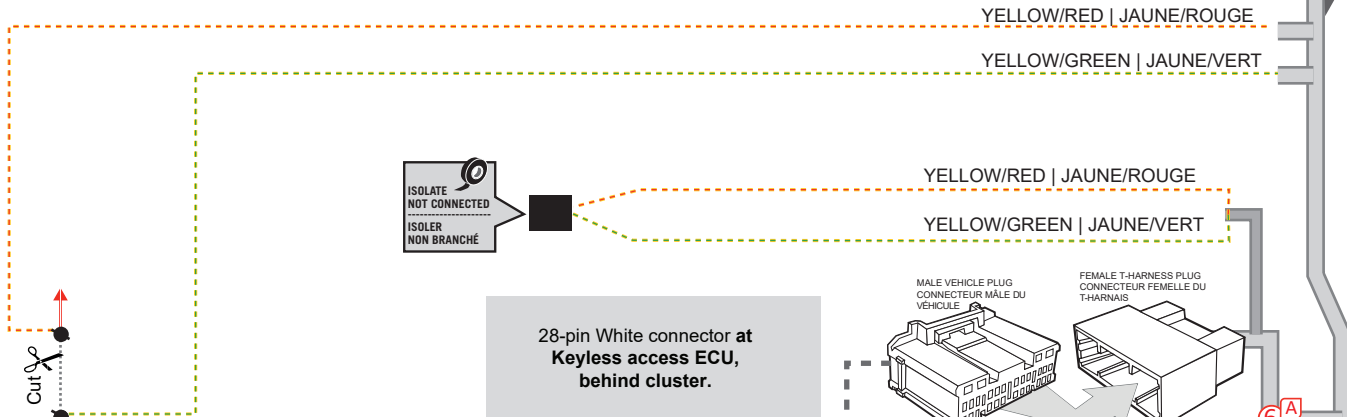 YELLOW/RED | JAUNE/ROUGE
YELLOW/GREEN | JAUNE/VERT
ISOLATE
NOT CONNECTED
ISOLER
NON BRANCHÉ
YELLOW/RED | JAUNE/ROUGE
YELLOW/GREEN | JAUNE/VERT
MALE VEHICLE PLUG
CONNECTEUR MÂLE DU
VÉHICULE
FEMALE T-HARNESS PLUG
CONNECTEUR FEMELLE DU
T-HARNAIS
28-pin White connector at
Keyless access ECU,
behind cluster.
Cut
6
A